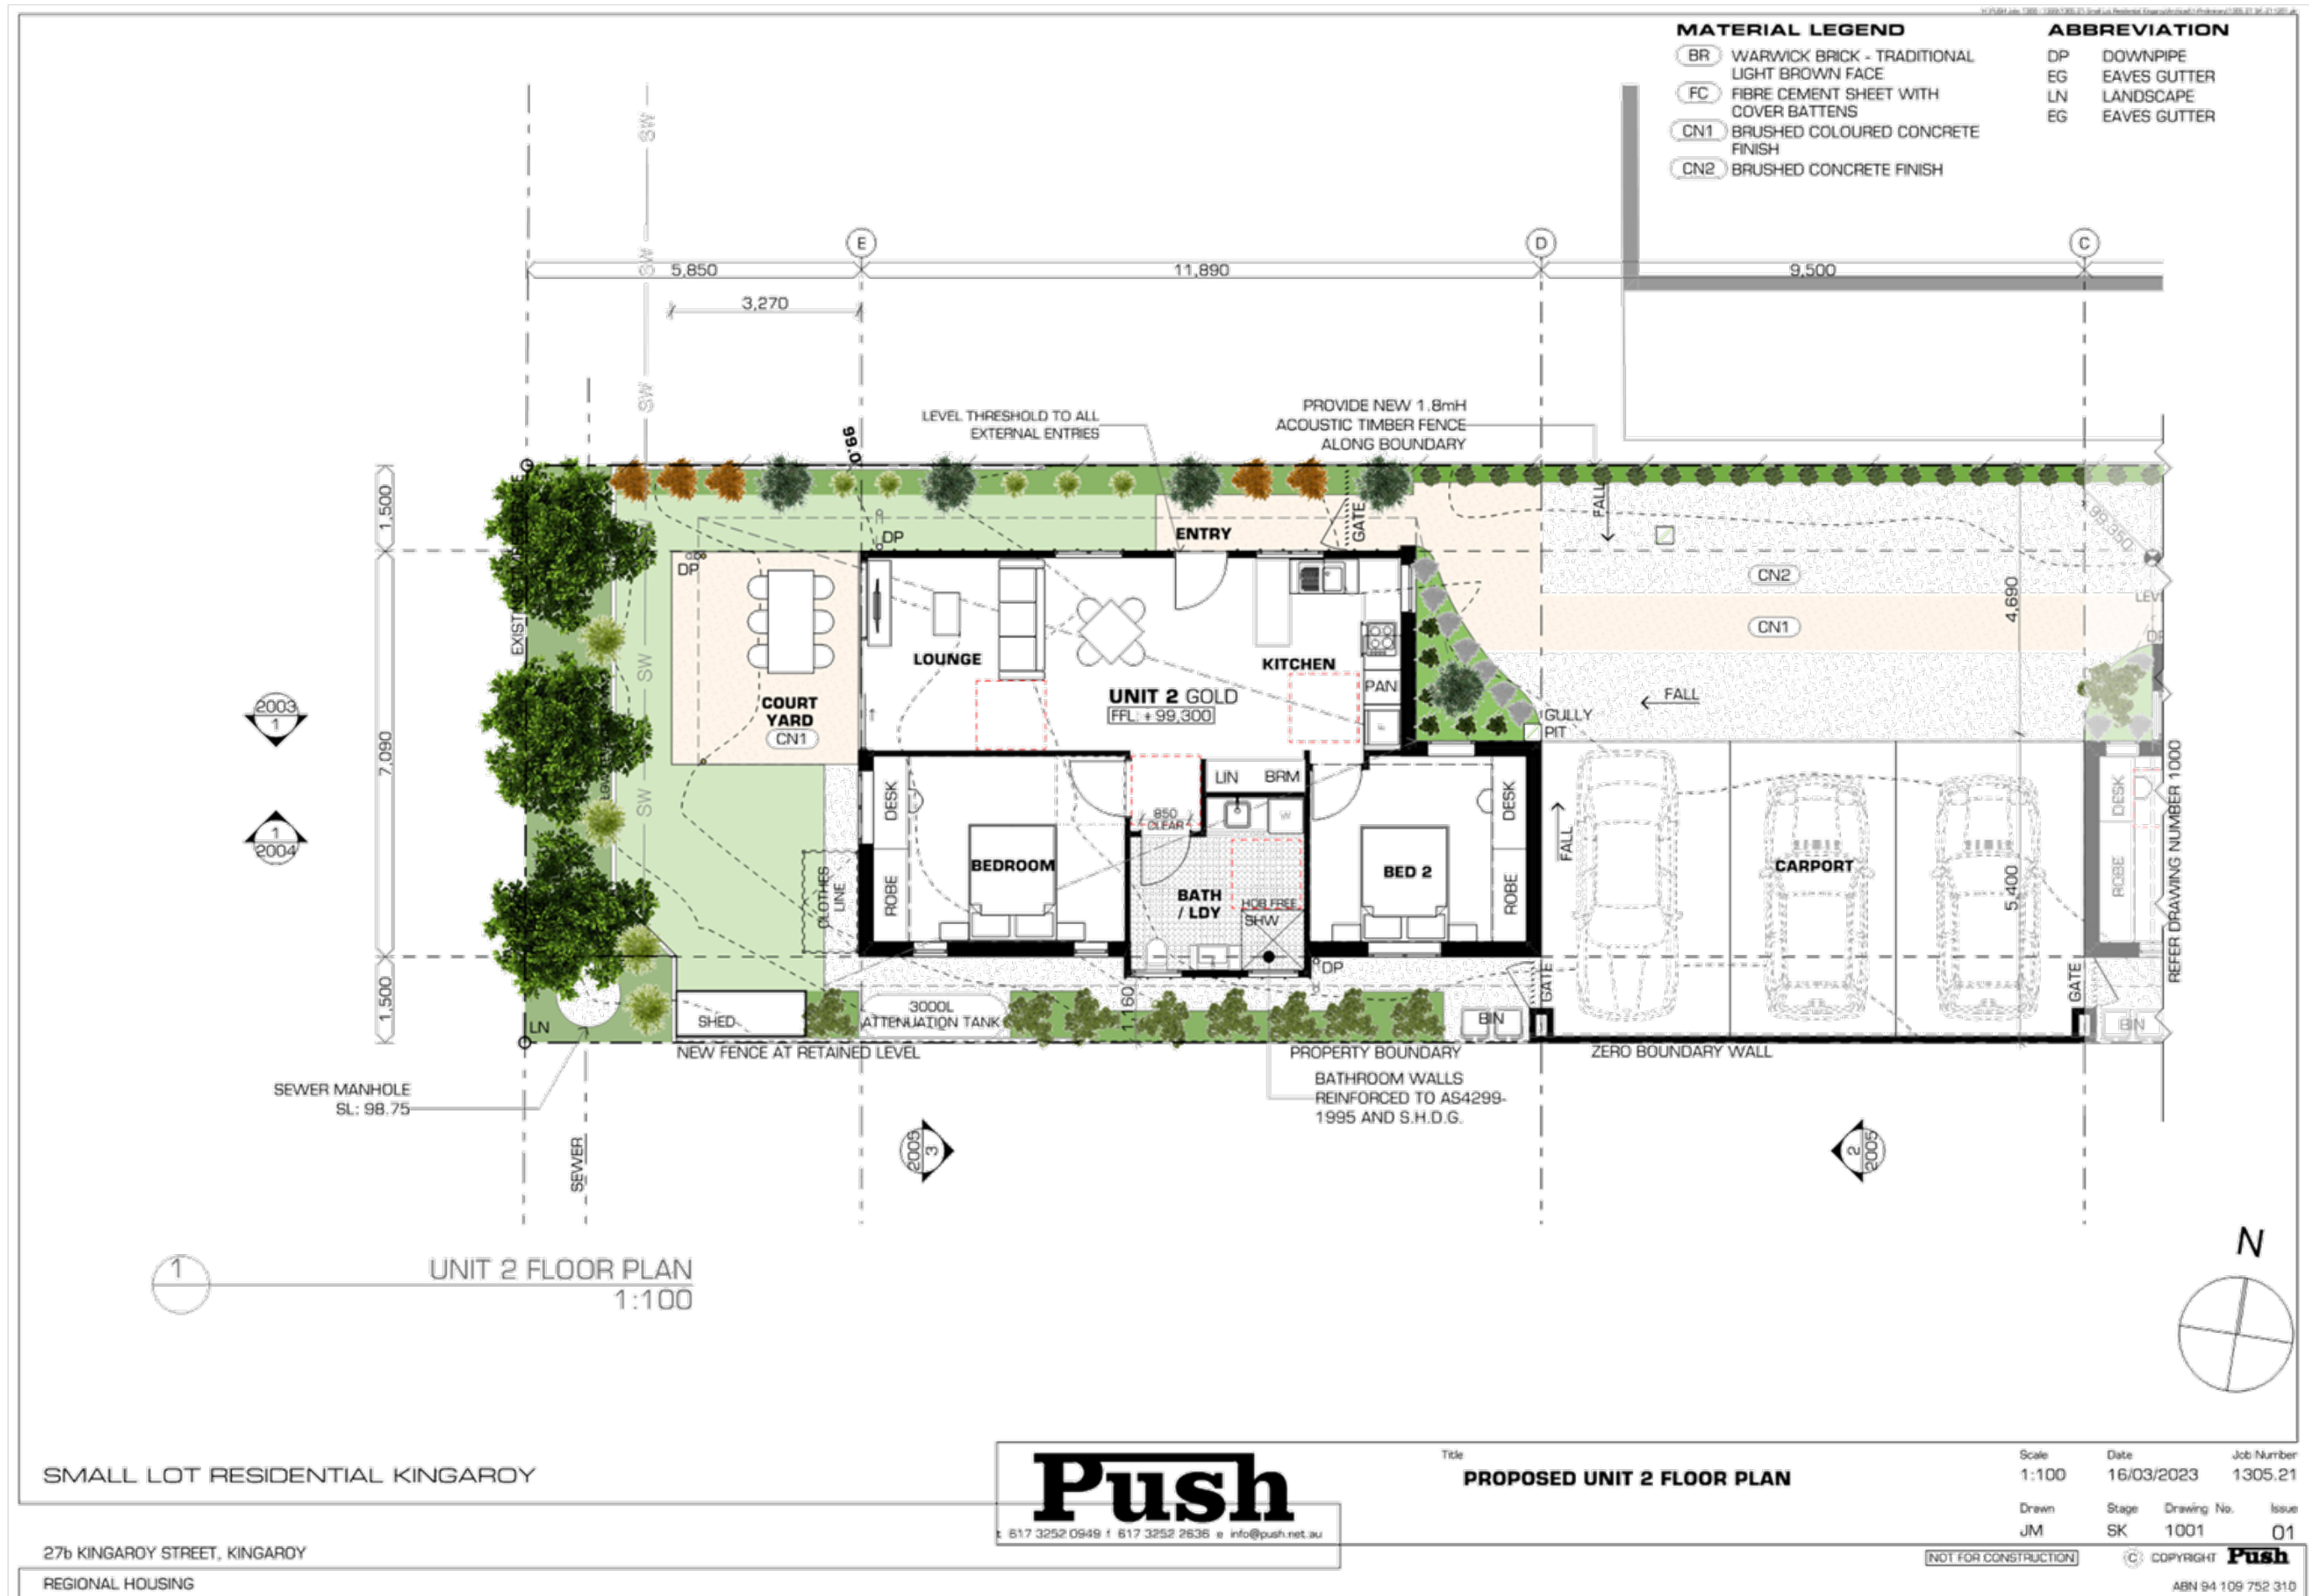 MATERIAL LEGEND
BR WARWICK BRICK - TRADITIONAL
LIGHT BROWN FACE
FC FIBRE CEMENT SHEET WITH
COVER BATTENS
CN1 BRUSHED COLOURED CONCRETE
FINISH
CN2 BRUSHED CONCRETE FINISH
ABBREVIATION
DP DOWNPIPE
EG EAVES GUTTER
LN LANDSCAPE
EG EAVES GUTTER
SW
SW
SW
E
D
C
5,850
11,890
9,500
3,270
LEVEL THRESHOLD TO ALL
EXTERNAL ENTRIES
PROVIDE NEW 1.8mH
ACOUSTIC TIMBER FENCE
ALONG BOUNDARY
1,500
7,090
1,500
ENTRY
GATE
FALL
DP
DP
99.350
CN2
CN1
4,690
LOUNGE
KITCHEN
UNIT 2 GOLD
FFL: + 99,300
PAN
COURT
YARD
CN1
SW
SW
FALL
GULLY
PIT
2003
1
1
2004
LIN
BRM
DESK
850
CLEAR
W
DESK
FALL
BEDROOM
BED 2
CARPORT
ROBE
BATH
/ LDY
HOB FREE
SHW
ROBE
5,400
CLOTHES
LINE
DESK
ROBE
REFER DRAWING NUMBER 1000
DP
GATE
GATE
1,160
LN
SHED
3000L
ATTENUATION TANK
BIN
BIN
NEW FENCE AT RETAINED LEVEL
PROPERTY BOUNDARY
ZERO BOUNDARY WALL
SEWER MANHOLE
SL: 98.75
BATHROOM WALLS
REINFORCED TO AS4299-
1995 AND S.H.D.G.
SEWER
2005
3
2
2005
1
UNIT 2 FLOOR PLAN
1:100
N
SMALL LOT RESIDENTIAL KINGAROY
27b KINGAROY STREET, KINGAROY
REGIONAL HOUSING
Push
t 617 3252 0949 f 617 3252 2636 e info@push.net.au
Title
PROPOSED UNIT 2 FLOOR PLAN
Scale Date Job Number
1:100 16/03/2023 1305.21
Drawn Stage Drawing No. Issue
JM SK 1001 01
NOT FOR CONSTRUCTION
© COPYRIGHT Push
ABN 94 109 752 310